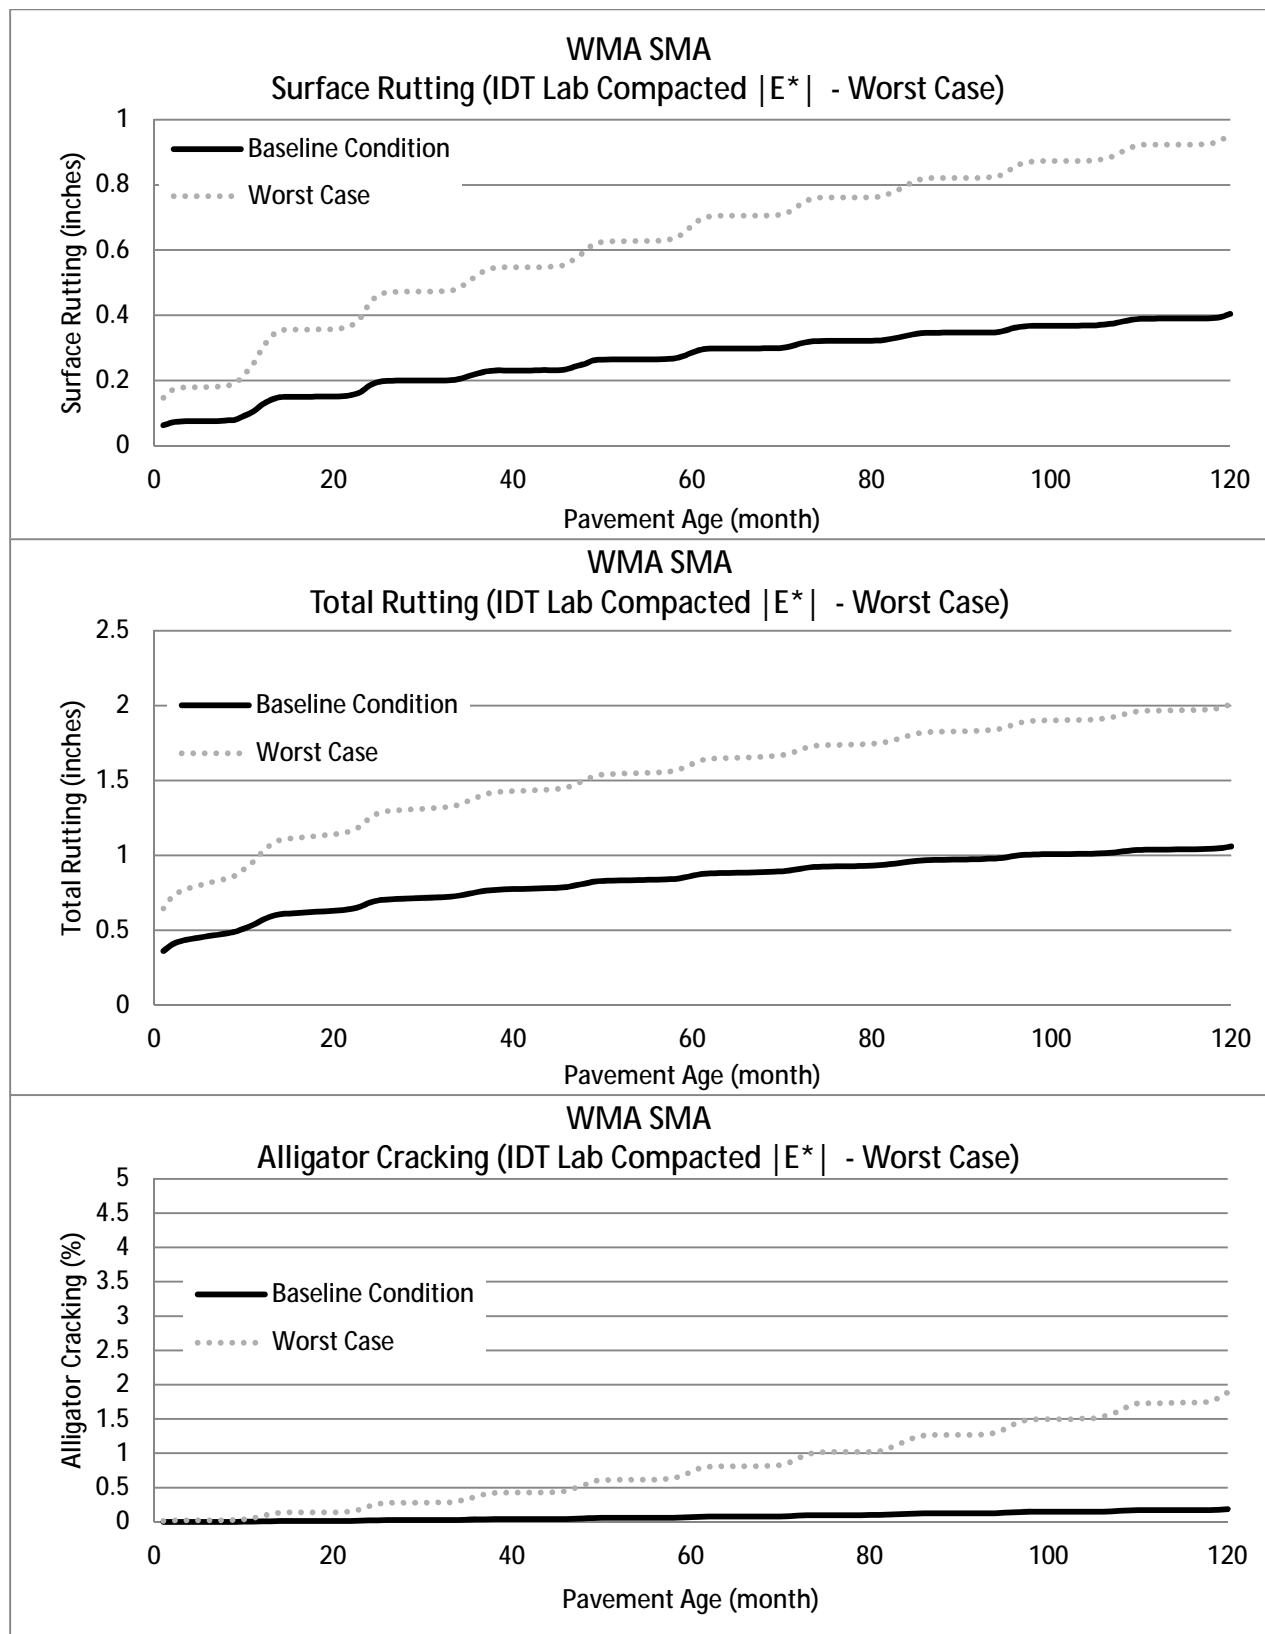 WMA SMA
Surface Rutting (IDT Lab Compacted |E*|  - Worst Case)
Surface Rutting (inches)
1
0.8
0.6
0.4
0.2
0
Baseline Condition
Worst Case
0 20 40 60 80 100 120
Pavement Age (month)
WMA SMA
Total Rutting (IDT Lab Compacted |E*|  - Worst Case)
Total Rutting (inches)
2.5
2
1.5
1
0.5
0
Baseline Condition
Worst Case
0 20 40 60 80 100 120
Pavement Age (month)
WMA SMA
Alligator Cracking (IDT Lab Compacted |E*|  - Worst Case)
Alligator Cracking (%)
5
4.5
4
3.5
3
2.5
2
1.5
1
0.5
0
Baseline Condition
Worst Case
0 20 40 60 80 100 120
Pavement Age (month)